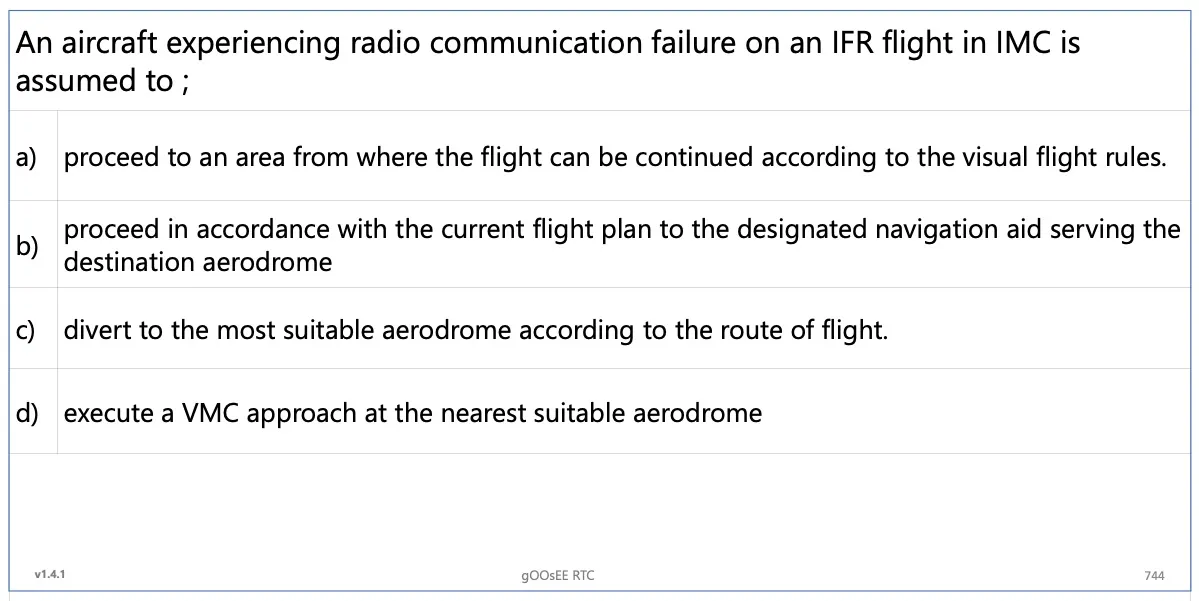 An aircraft experiencing radio communication failure on an IFR flight in IMC is
assumed to ;
a) proceed to an area from where the flight can be continued according to the visual flight rules.
b) proceed in accordance with the current flight plan to the designated navigation aid serving the
destination aerodrome
c) divert to the most suitable aerodrome according to the route of flight.
d) execute a VMC approach at the nearest suitable aerodrome
v1.4.1 gOOsEE RTC 744